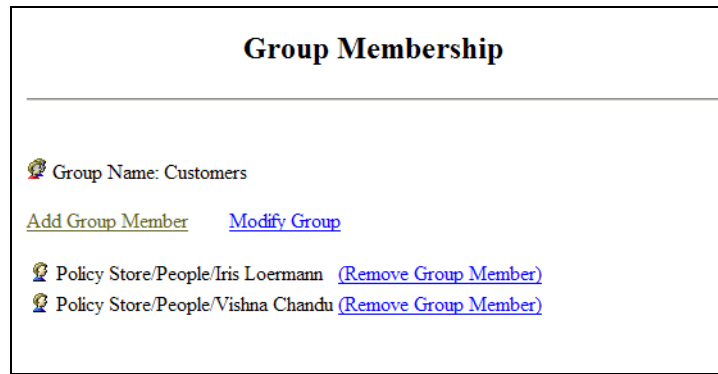 Group Membership
Group Name: Customers
Add Group Member Modify Group
Policy Store/People/Iris Loermann (Remove Group Member)
Policy Store/People/Vishna Chandu (Remove Group Member)